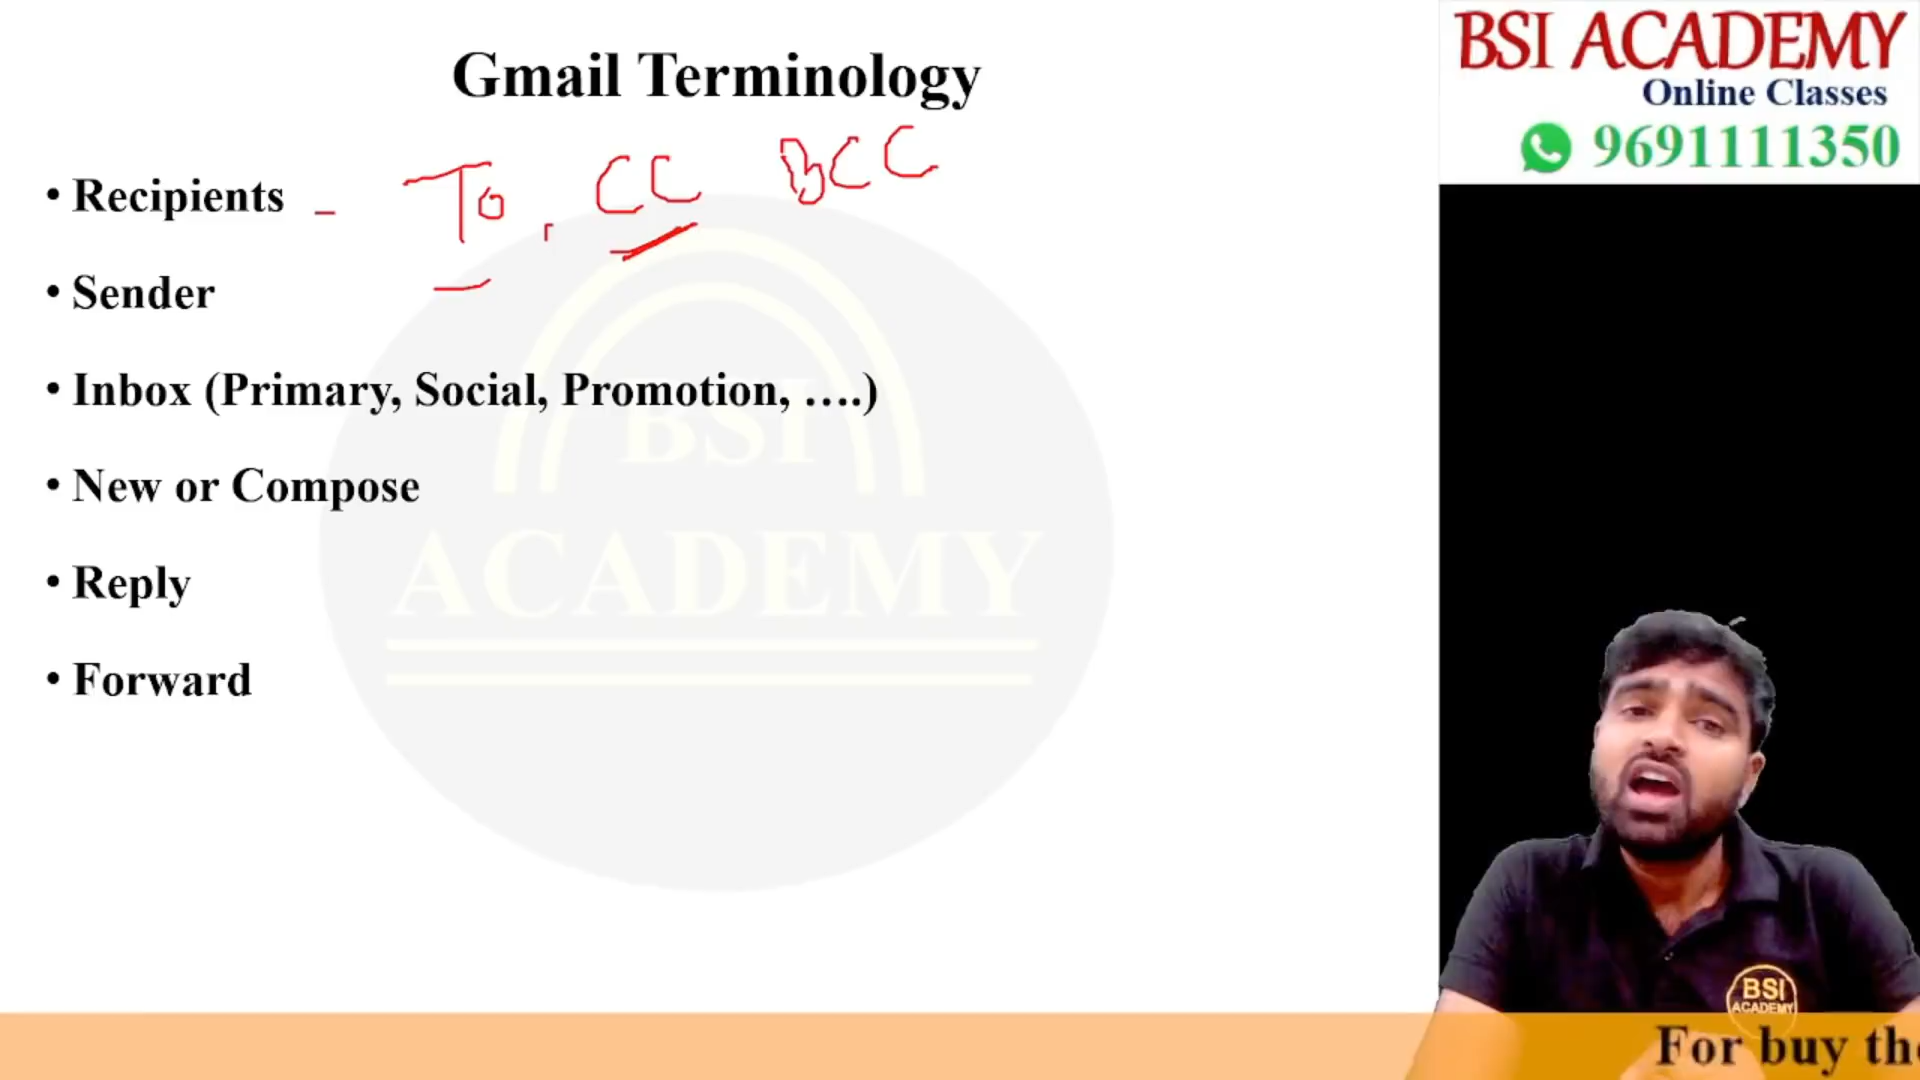 Gmail Terminology
• Recipients - To, CC BCC
• Sender
• Inbox (Primary, Social, Promotion, ….)
• New or Compose
• Reply
• Forward
BSI
ACADEMY
BSI ACADEMY
Online Classes
9691111350
BSI
ACADEMY
For buy the